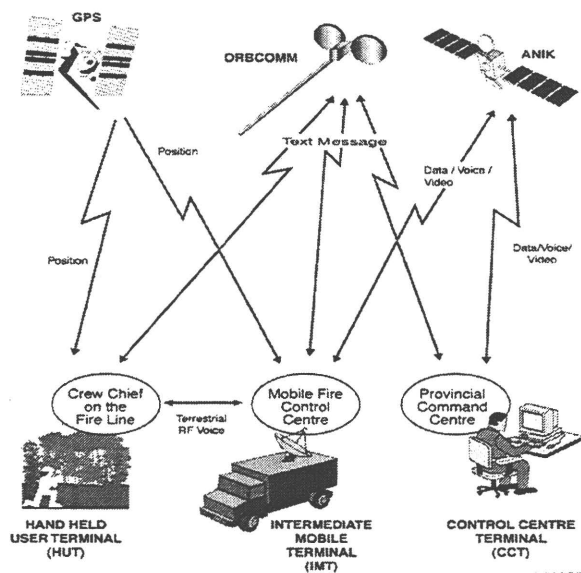 GPS
ORBCOMM
ANIK
Text Message
Position
Data / Voice /
Video
Position
Data/Voice/
Video
Crew Chief
on the
Fire Line
Terrestrial
RF Voice
Mobile Fire
Control
Centre
Provincial
Command
Centre
HAND HELD
USER TERMINAL
(HUT)
INTERMEDIATE
MOBILE
TERMINAL
(IMT)
CONTROL CENTRE
TERMINAL
(CCT)